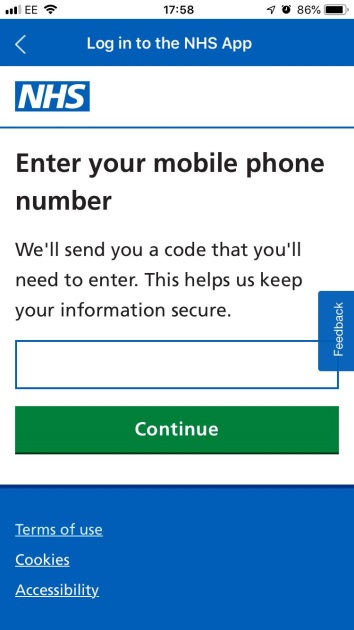 EE 17:58 86%
Log in to the NHS App
NHS
Enter your mobile phone
number
We'll send you a code that you'll
need to enter. This helps us keep
your information secure.
Feedback
Continue
Terms of use
Cookies
Accessibility